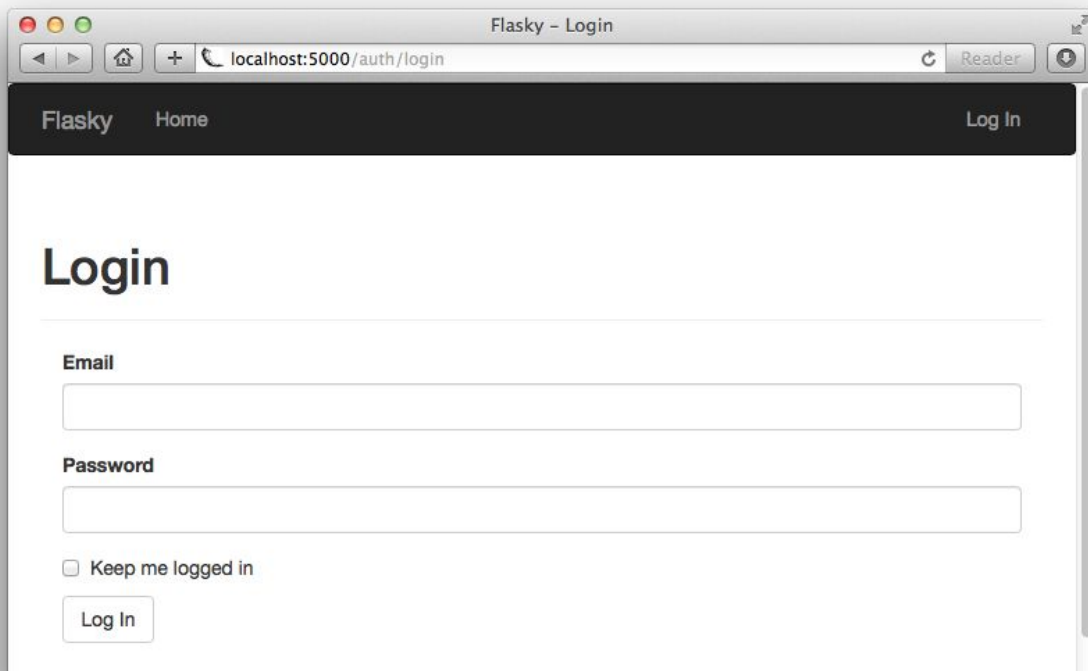 Flasky – Login
localhost:5000/auth/login
Reader
Flasky Home Log In
Login
Email
Password
Keep me logged in
Log In